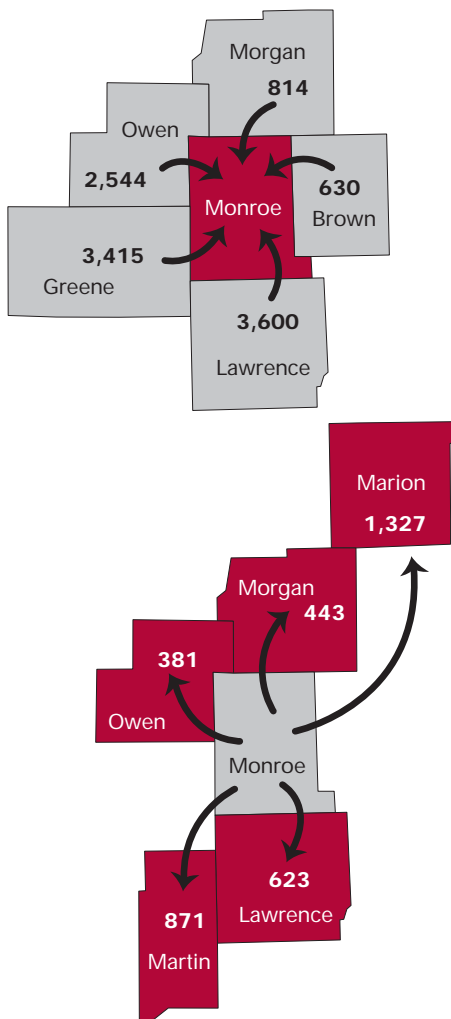 Morgan
814
Owen
2,544
630
Monroe
Brown
3,415
Greene
3,600
Lawrence
Marion
1,327
Morgan
443
381
Owen
Monroe
623
871
Lawrence
Martin